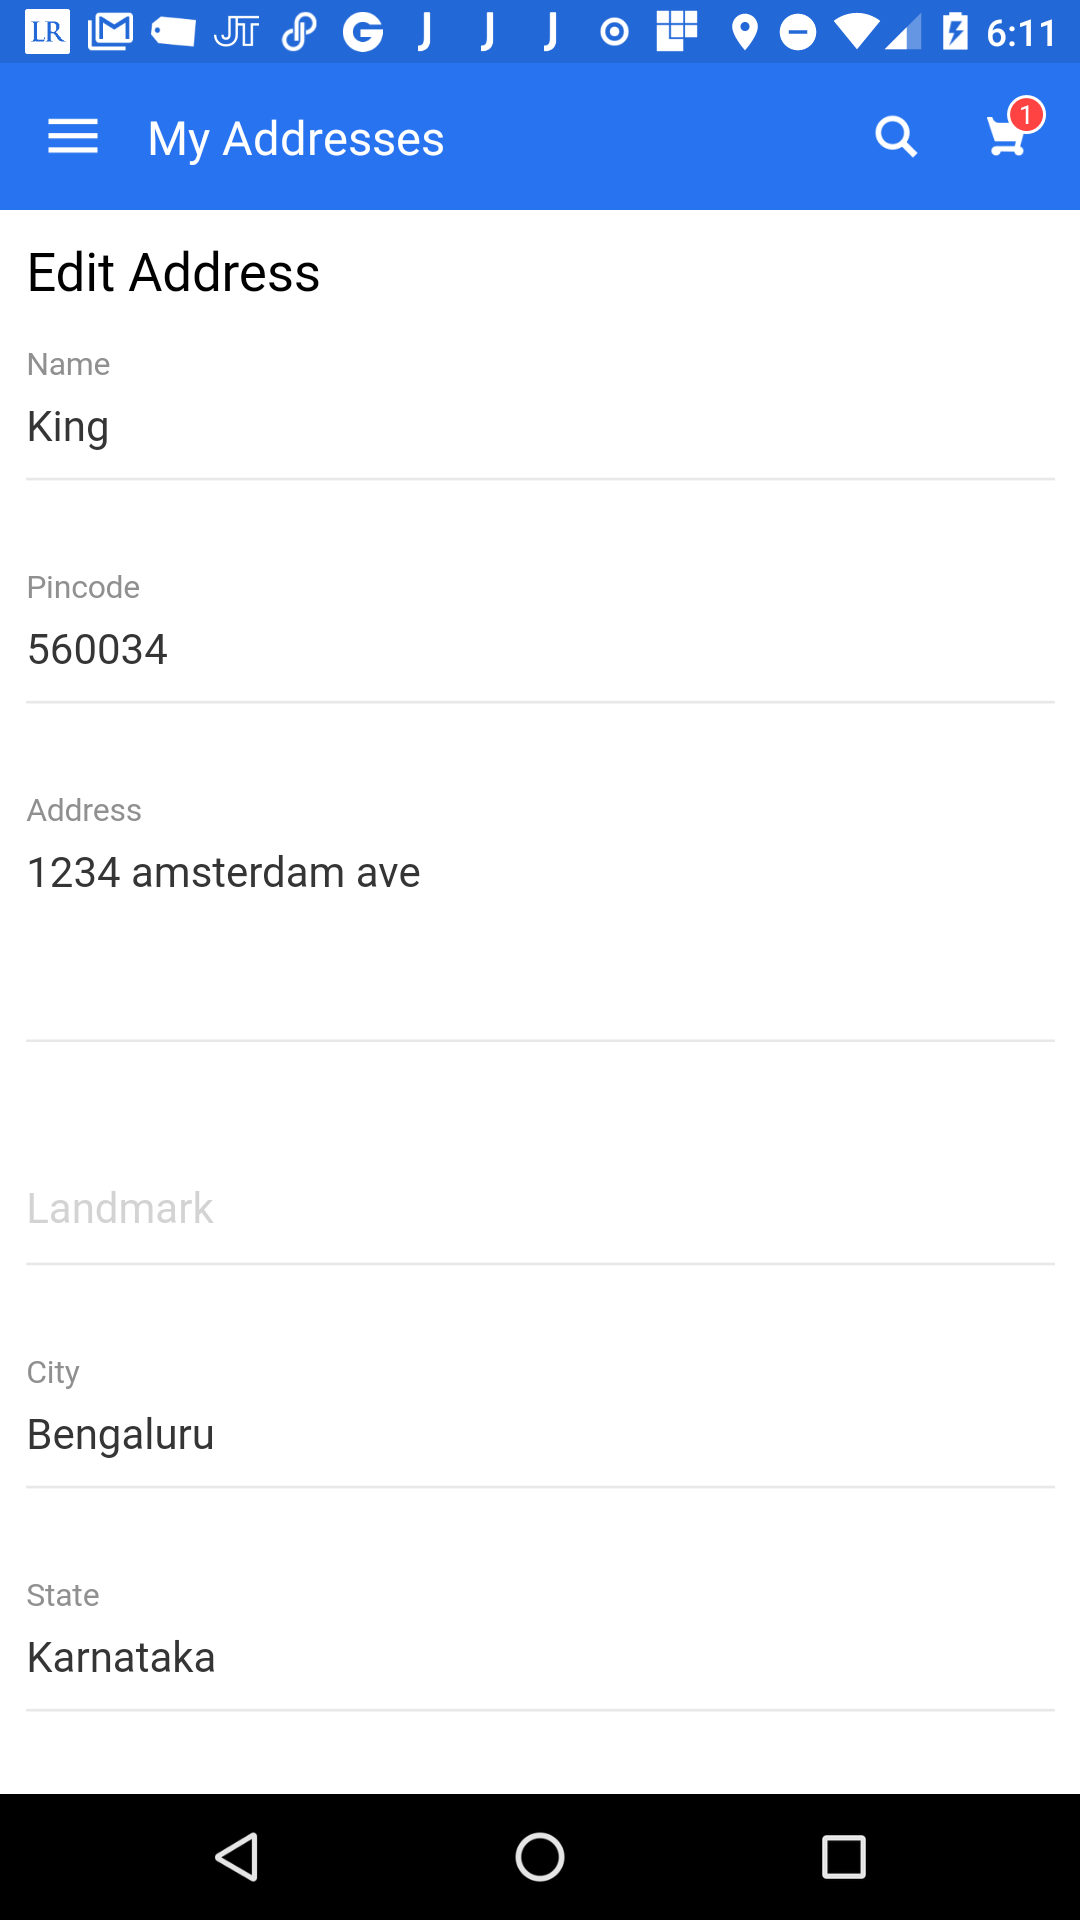 LR JT G J J J 6:11
My Addresses 1
Edit Address
Name
King
Pincode
560034
Address
1234 amsterdam ave
Landmark
City
Bengaluru
State
Karnataka